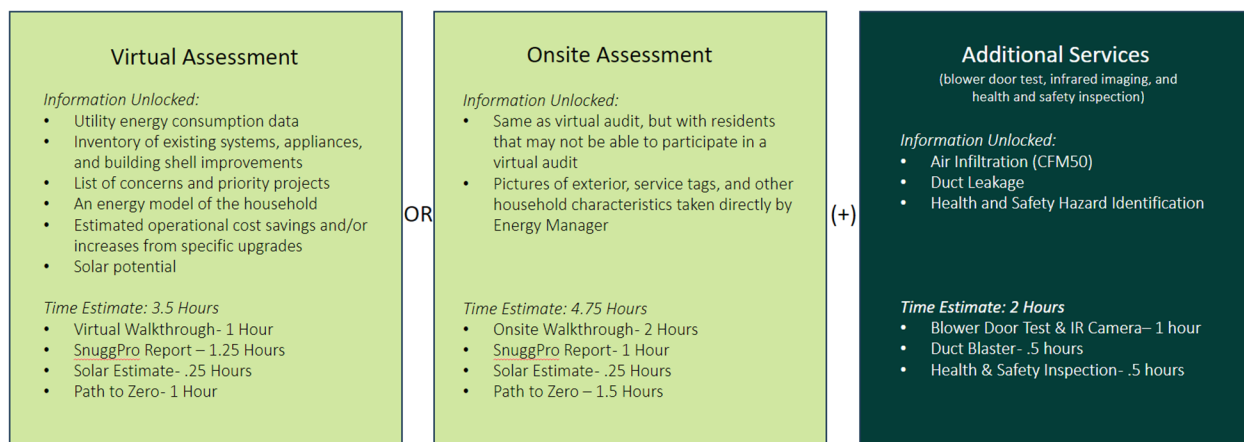 Virtual Assessment
Information Unlocked:
• Utility energy consumption data
• Inventory of existing systems, appliances,
and building shell improvements
• List of concerns and priority projects
• An energy model of the household
• Estimated operational cost savings and/or
increases from specific upgrades
• Solar potential
Time Estimate: 3.5 Hours
• Virtual Walkthrough- 1 Hour
• SnuggPro Report – 1.25 Hours
• Solar Estimate- .25 Hours
• Path to Zero- 1 Hour
OR
Onsite Assessment
Information Unlocked:
• Same as virtual audit, but with residents
that may not be able to participate in a
virtual audit
• Pictures of exterior, service tags, and other
household characteristics taken directly by
Energy Manager
Time Estimate: 4.75 Hours
• Onsite Walkthrough- 2 Hours
• SnuggPro Report- 1 Hour
• Solar Estimate- .25 Hours
• Path to Zero – 1.5 Hours
(+)
Additional Services
(blower door test, infrared imaging, and
health and safety inspection)
Information Unlocked:
• Air Infiltration (CFM50)
• Duct Leakage
• Health and Safety Hazard Identification
Time Estimate: 2 Hours
• Blower Door Test & IR Camera– 1 hour
• Duct Blaster- .5 hours
• Health & Safety Inspection- .5 hours